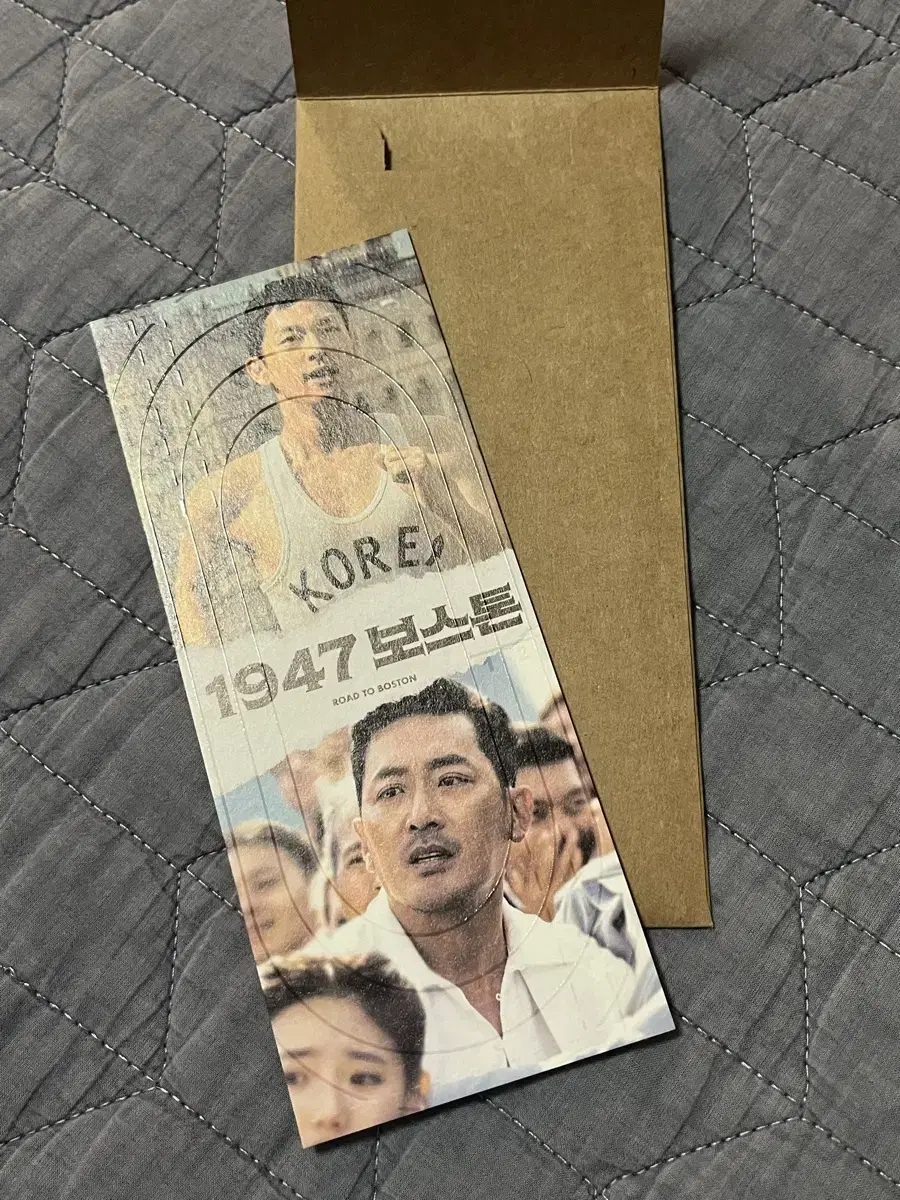 KOREA
1947 보스톤
ROAD TO BOSTON